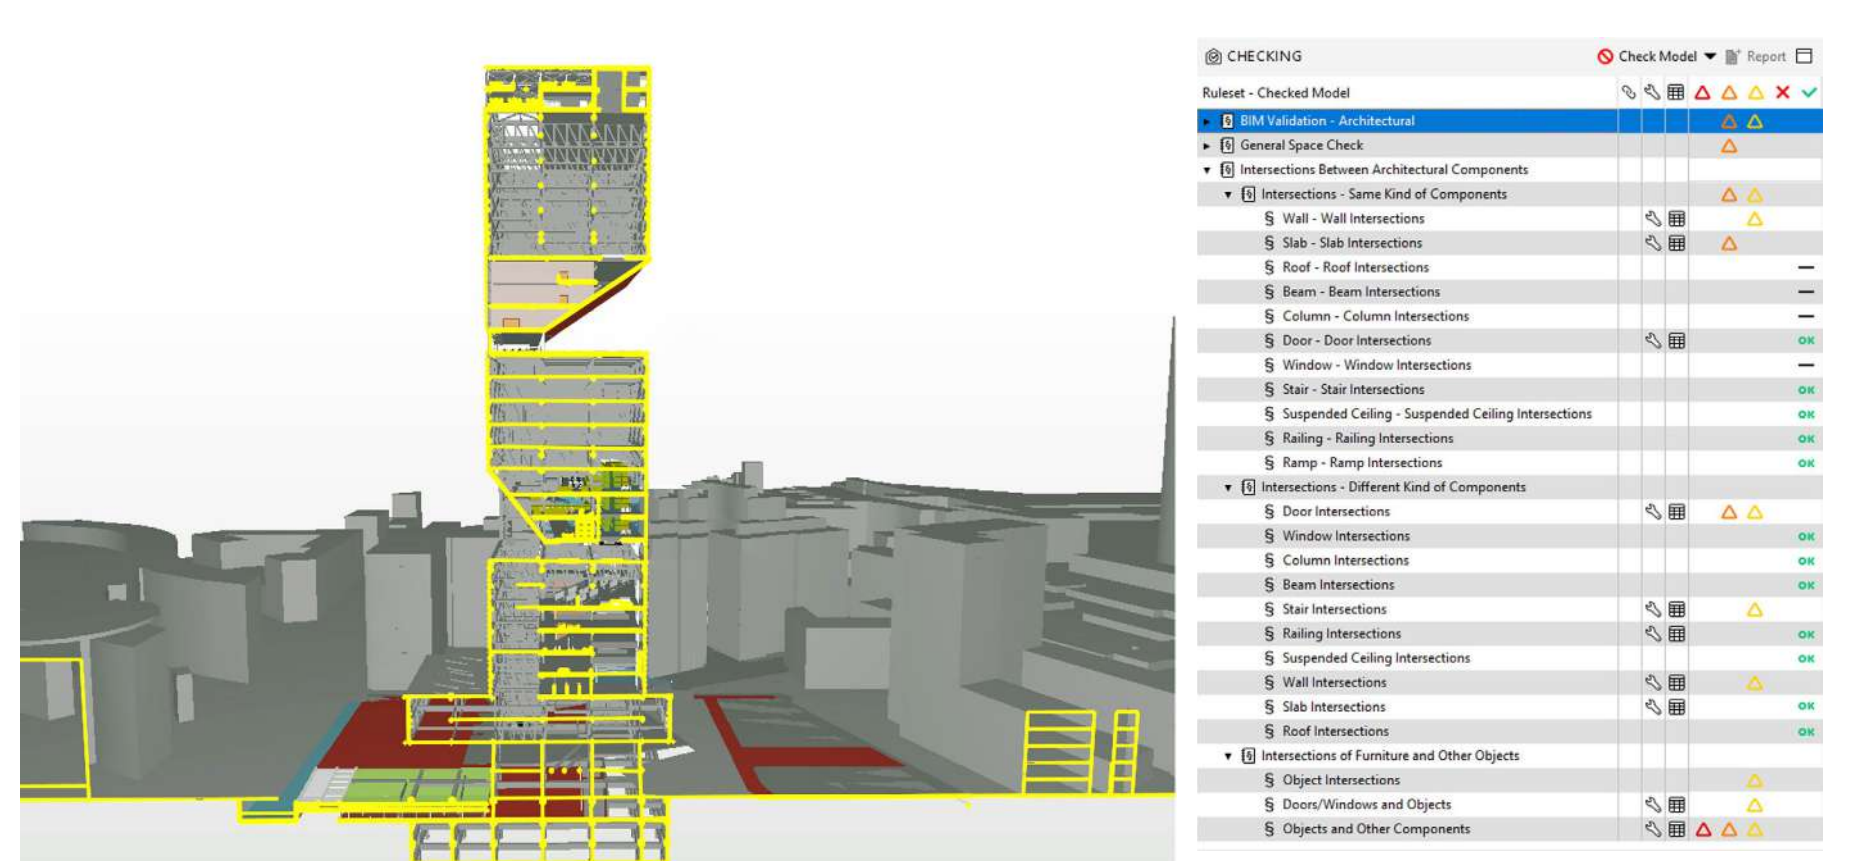 CHECKING Check Model Report
Ruleset - Checked Model
BIM Validation - Architectural
General Space Check
Intersections Between Architectural Components
Intersections - Same Kind of Components
§ Wall - Wall Intersections
§ Slab - Slab Intersections
§ Roof - Roof Intersections —
§ Beam - Beam Intersections —
§ Column - Column Intersections —
§ Door - Door Intersections OK
§ Window - Window Intersections —
§ Stair - Stair Intersections OK
§ Suspended Ceiling - Suspended Ceiling Intersections OK
§ Railing - Railing Intersections OK
§ Ramp - Ramp Intersections OK
Intersections - Different Kind of Components
§ Door Intersections
§ Window Intersections OK
§ Column Intersections OK
§ Beam Intersections OK
§ Stair Intersections
§ Railing Intersections OK
§ Suspended Ceiling Intersections OK
§ Wall Intersections
§ Slab Intersections OK
§ Roof Intersections OK
Intersections of Furniture and Other Objects
§ Object Intersections
§ Doors/Windows and Objects
§ Objects and Other Components